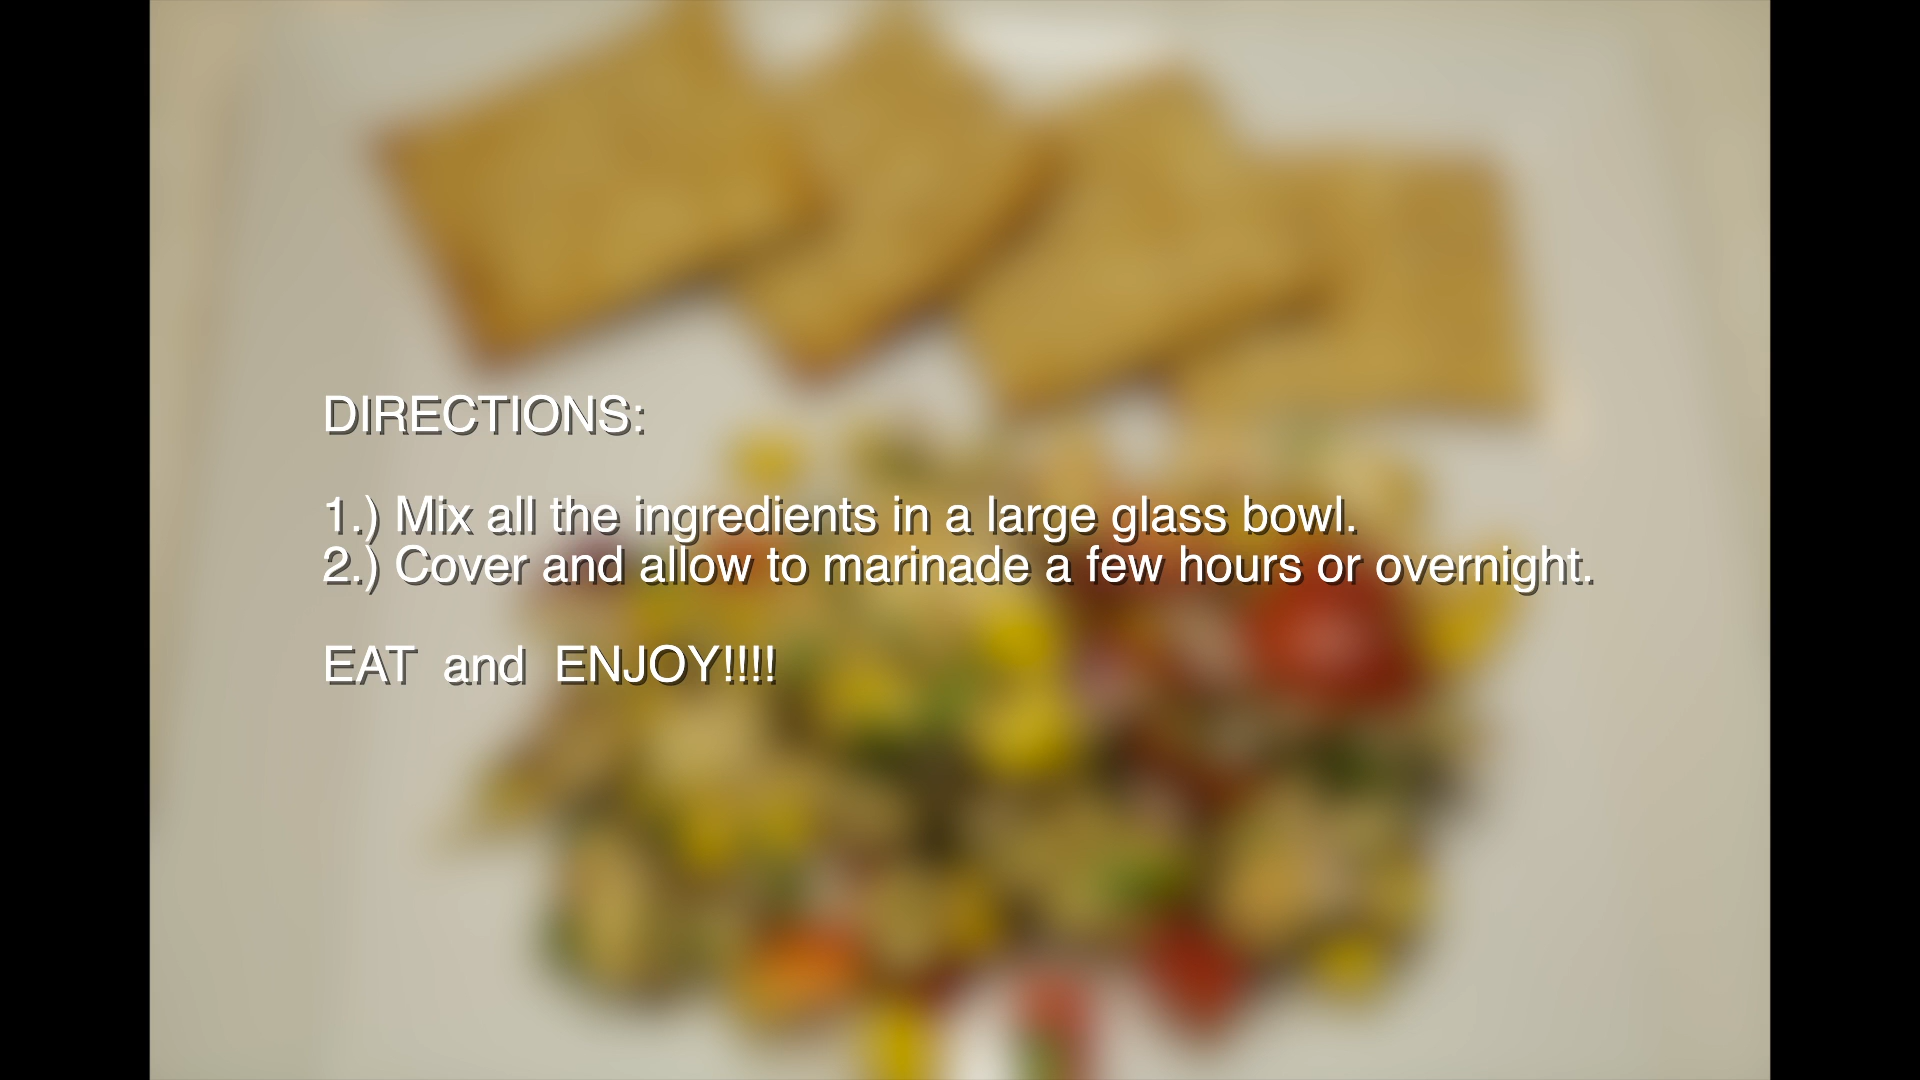 DIRECTIONS:
1.) Mix all the ingredients in a large glass bowl.
2.) Cover and allow to marinade a few hours or overnight.
EAT and ENJOY!!!!